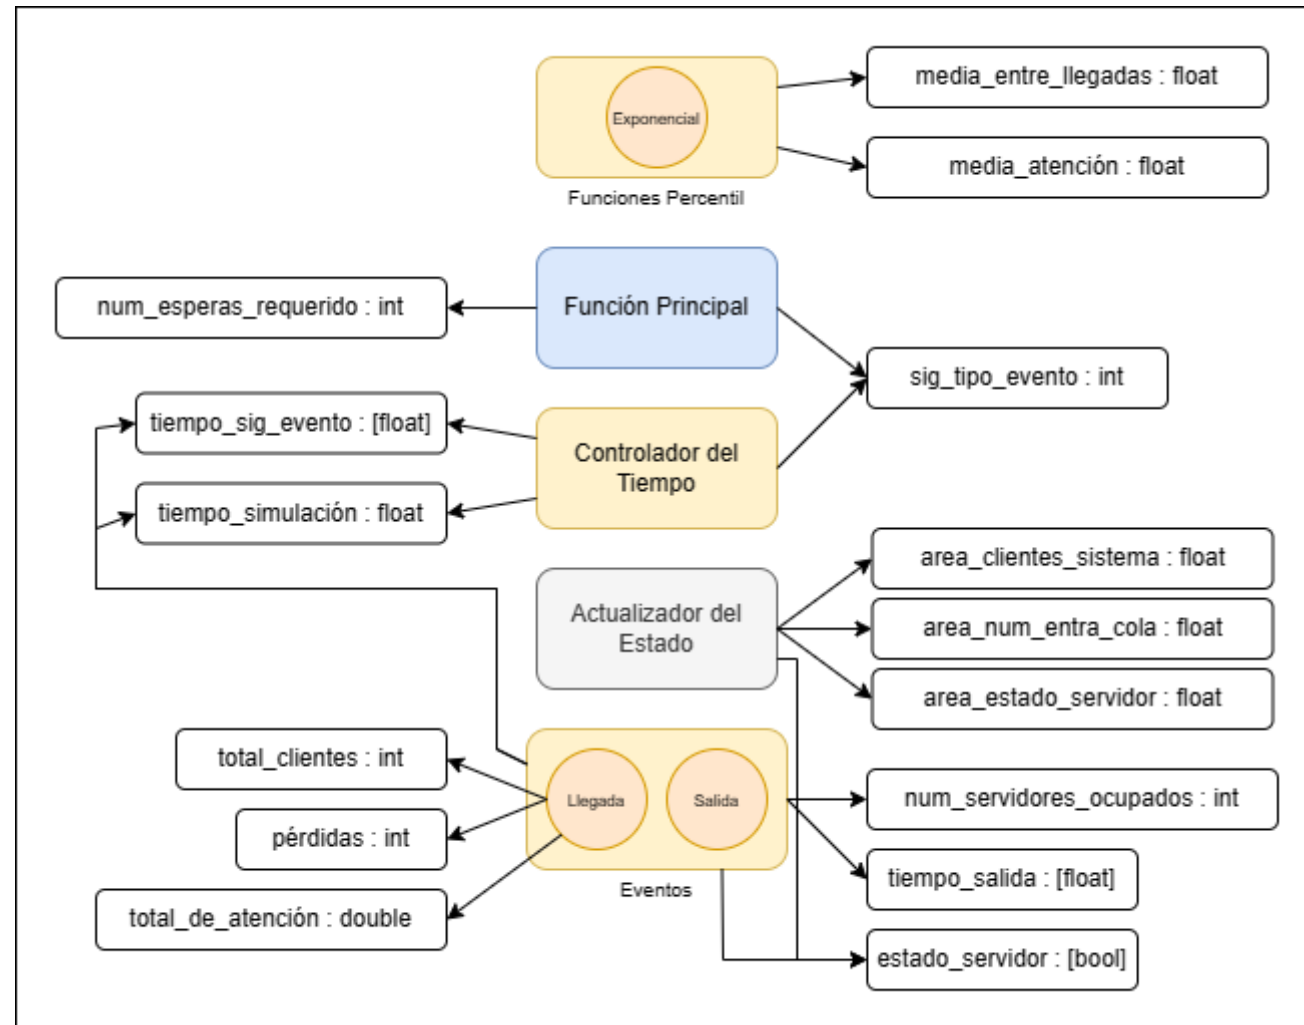 media_entre_llegadas : float
Exponencial
media_atención : float
Funciones Percentil
num_esperas_requerido : int
Función Principal
sig_tipo_evento : int
tiempo_sig_evento : [float]
Controlador del
Tiempo
tiempo_simulación : float
area_clientes_sistema : float
Actualizador del
Estado
area_num_entra_cola : float
area_estado_servidor : float
total_clientes : int
Llegada
Salida
num_servidores_ocupados : int
pérdidas : int
Eventos
tiempo_salida : [float]
total_de_atención : double
estado_servidor : [bool]